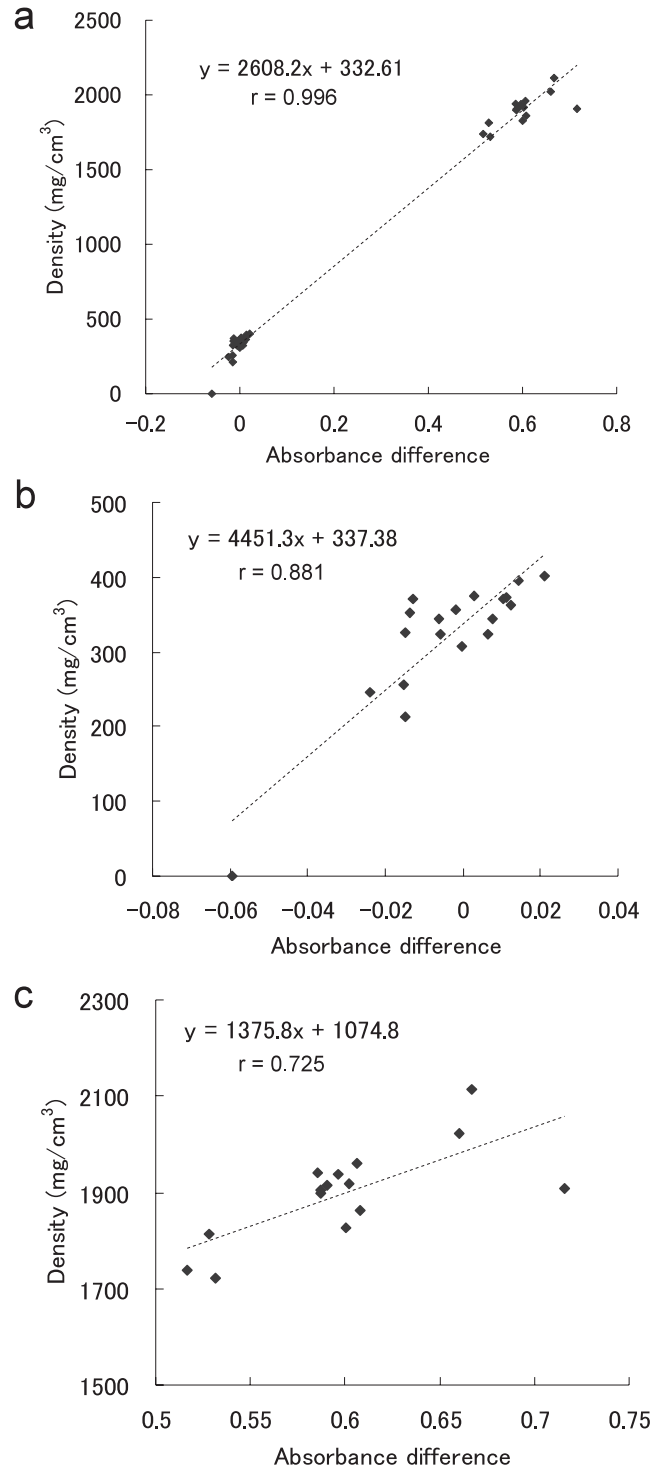 a
y = 2608.2x + 332.61
r = 0.996
Density (mg/cm³)
2500
2000
1500
1000
500
0
−0.2 0 0.2 0.4 0.6 0.8
Absorbance difference
b
y = 4451.3x + 337.38
r = 0.881
Density (mg/cm³)
500
400
300
200
100
0
−0.08 −0.06 −0.04 −0.02 0 0.02 0.04
Absorbance difference
c
y = 1375.8x + 1074.8
r = 0.725
Density (mg/cm³)
2300
2100
1900
1700
1500
0.5 0.55 0.6 0.65 0.7 0.75
Absorbance difference